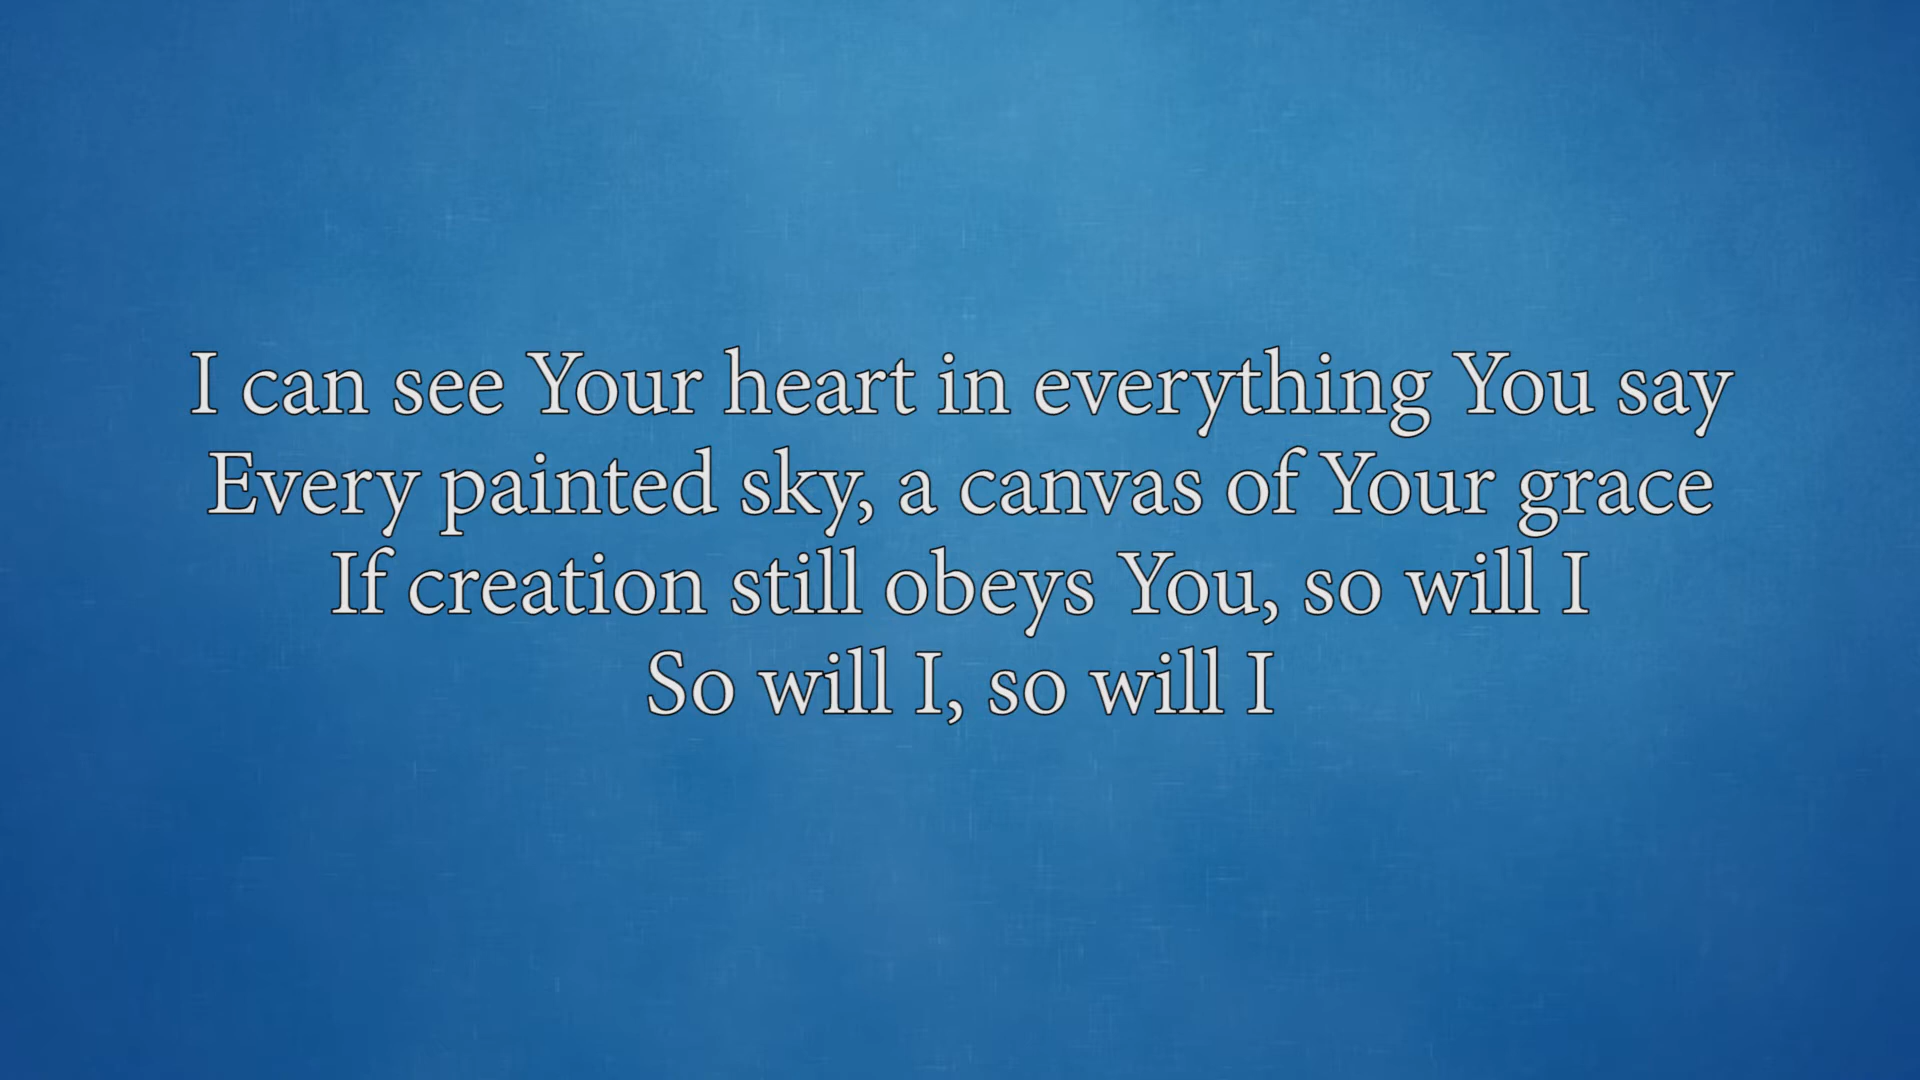 I can see Your heart in everything You say
Every painted sky, a canvas of Your grace
If creation still obeys You, so will I
So will I, so will I